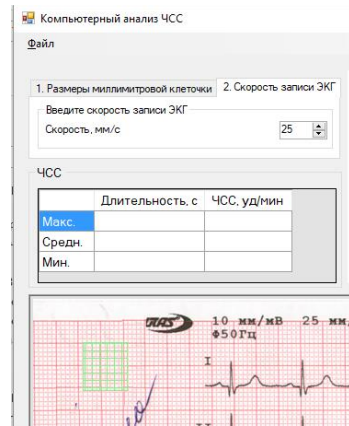 Компьютерный анализ ЧСС
Файл
1. Размеры миллимитровой клеточки 2. Скорость записи ЭКГ
Введите скорость записи ЭКГ
Скорость, мм/с 25
ЧСС
Длительность, с ЧСС, уд/мин
Макс.
Средн.
Мин.
10 мм/мВ 25 мм/
Ф50Гц
I